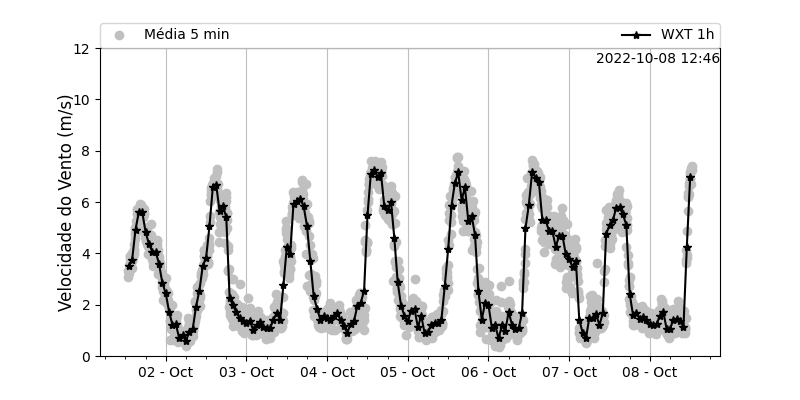 Média 5 min
WXT 1h
2022-10-08 12:46
Velocidade do Vento (m/s)
12
10
8
6
4
2
0
02 - Oct
03 - Oct
04 - Oct
05 - Oct
06 - Oct
07 - Oct
08 - Oct